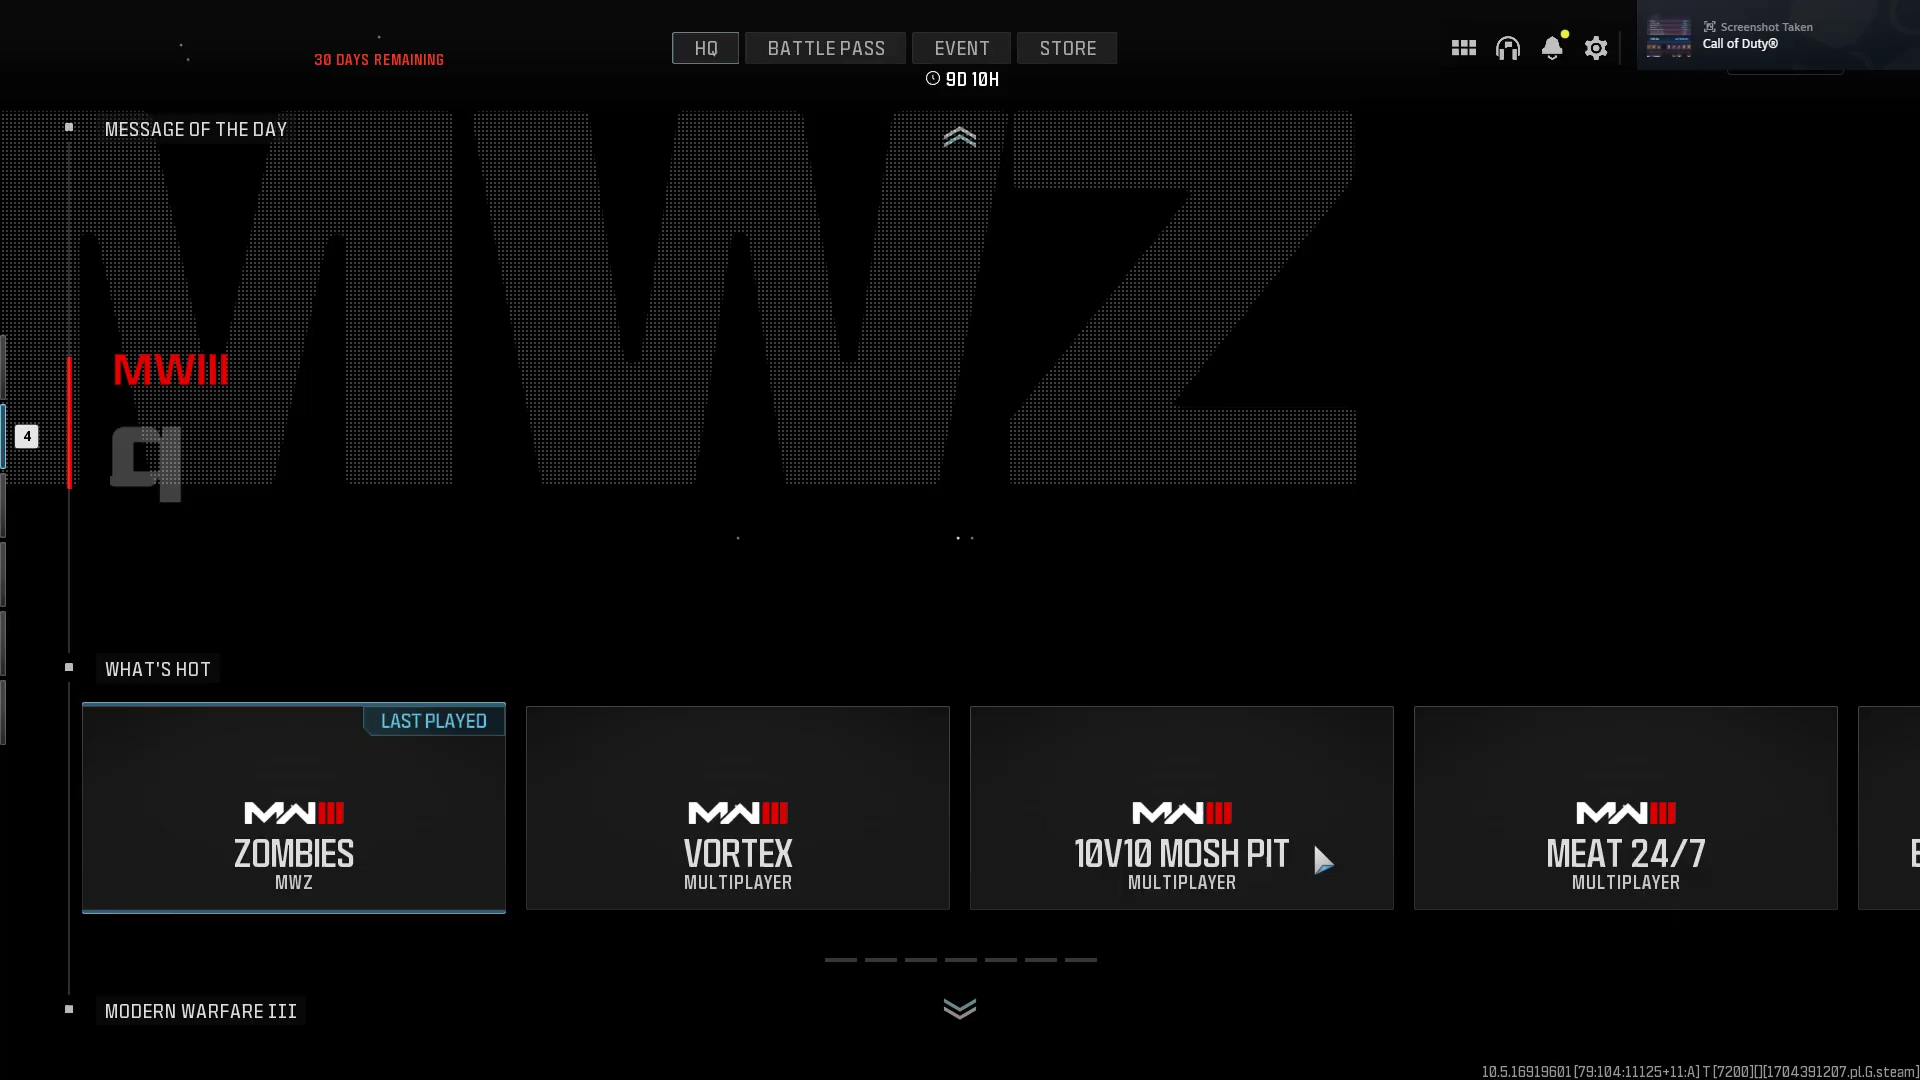 30 DAYS REMAINING
HQ
BATTLE PASS
EVENT
STORE
9D 10H
Screenshot Taken
Call of Duty®
MESSAGE OF THE DAY
MWZ
MWIII
q
4
WHAT'S HOT
LAST PLAYED
MWIII
ZOMBIES
MWZ
MWIII
VORTEX
MULTIPLAYER
MWIII
10V10 MOSH PIT
MULTIPLAYER
MWIII
MEAT 24/7
MULTIPLAYER
MODERN WARFARE III
10.5.16919601 [79:104:11125+11:A] T [7200][][1704391207.pl.G.steam]